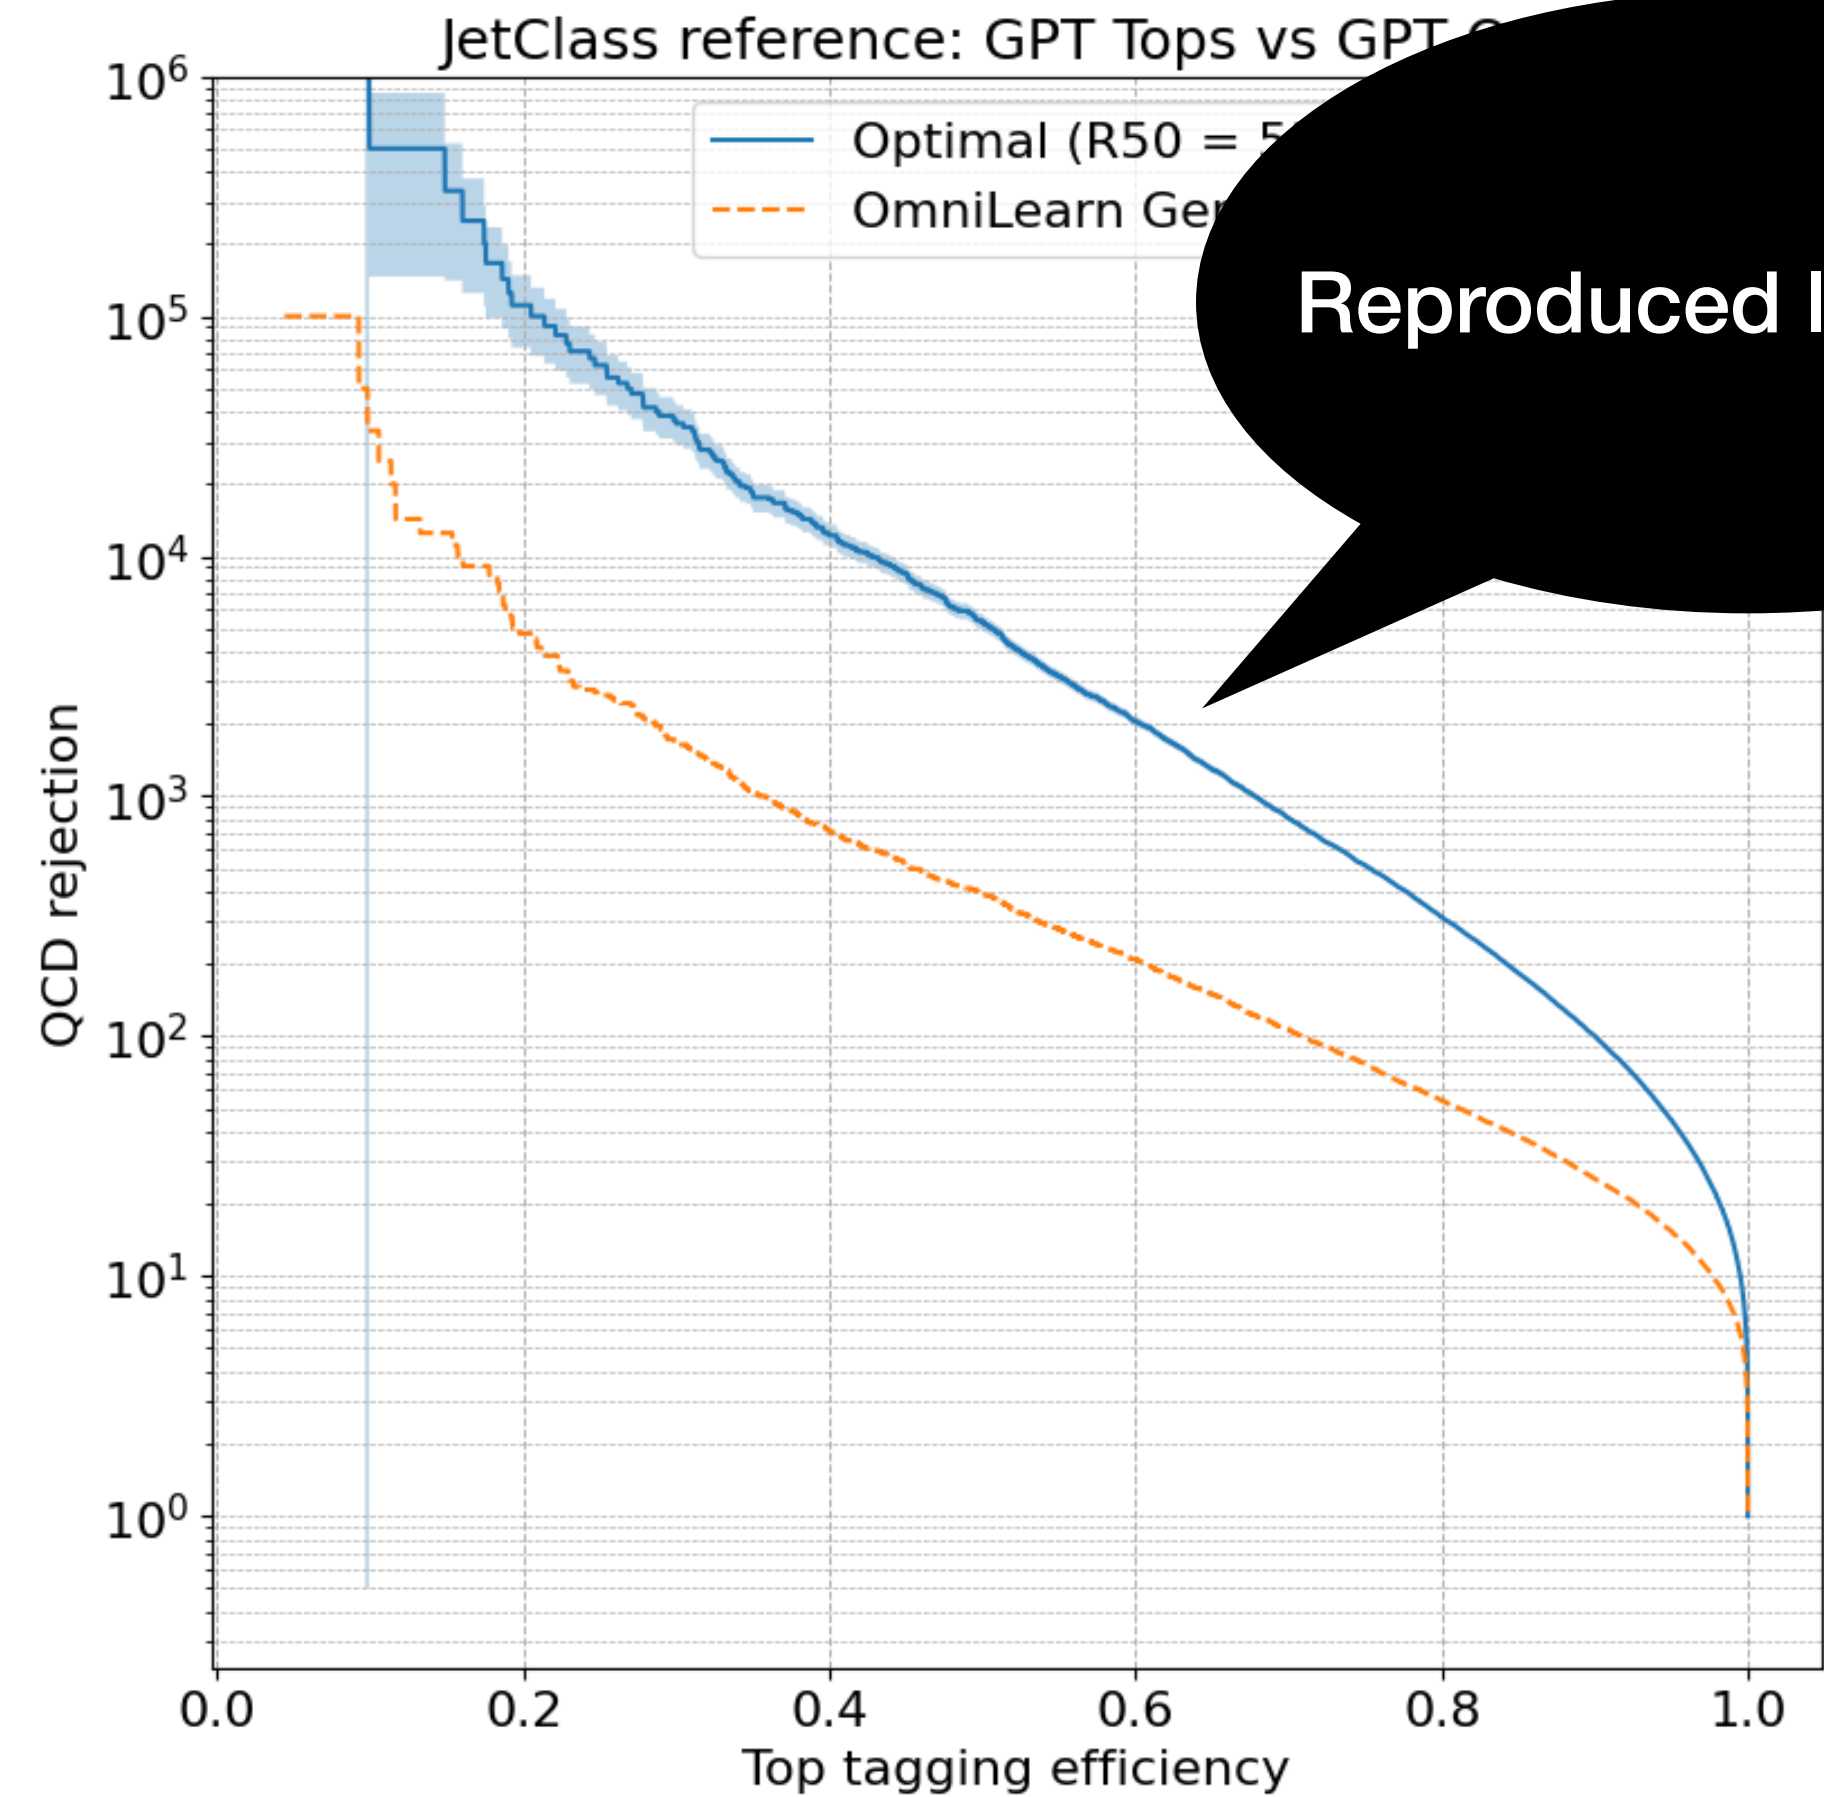 JetClass reference: GPT Tops vs GPT
10^6
Optimal (R50 =
OmniLearn
Reproduced
10^5
10^4
10^3
10^2
10^1
10^0
QCD rejection
0.0 0.2 0.4 0.6 0.8 1.0
Top tagging efficiency